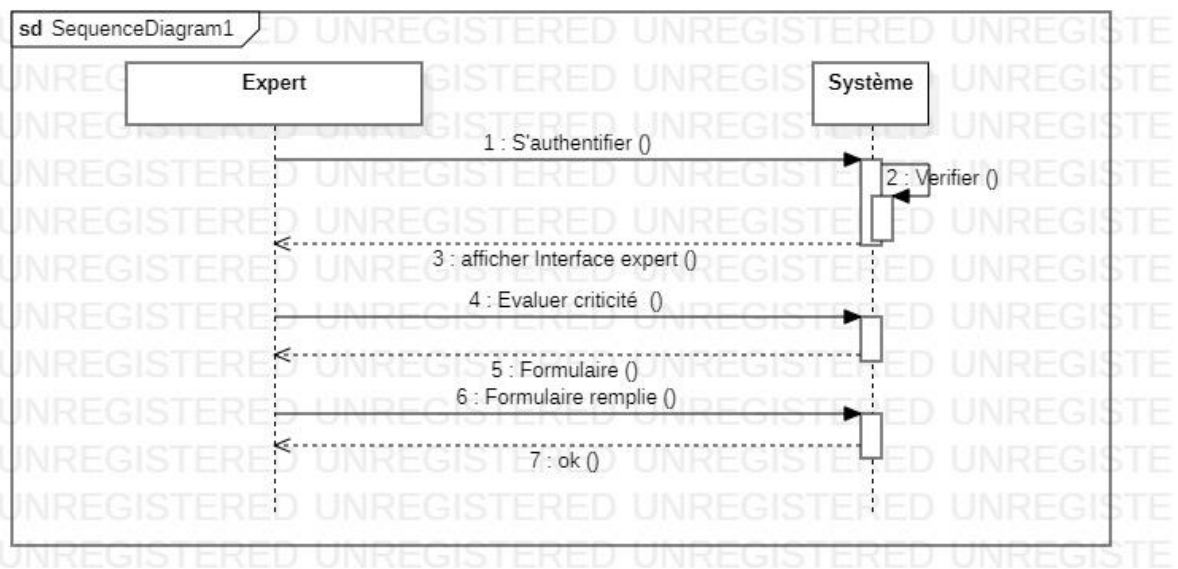 sd SequenceDiagram1
Expert
Système
1 : S'authentifier ()
2 : Verifier ()
3 : afficher Interface expert ()
4 : Evaluer criticité  ()
5 : Formulaire ()
6 : Formulaire remplie ()
7 : ok ()
UNREGISTERED